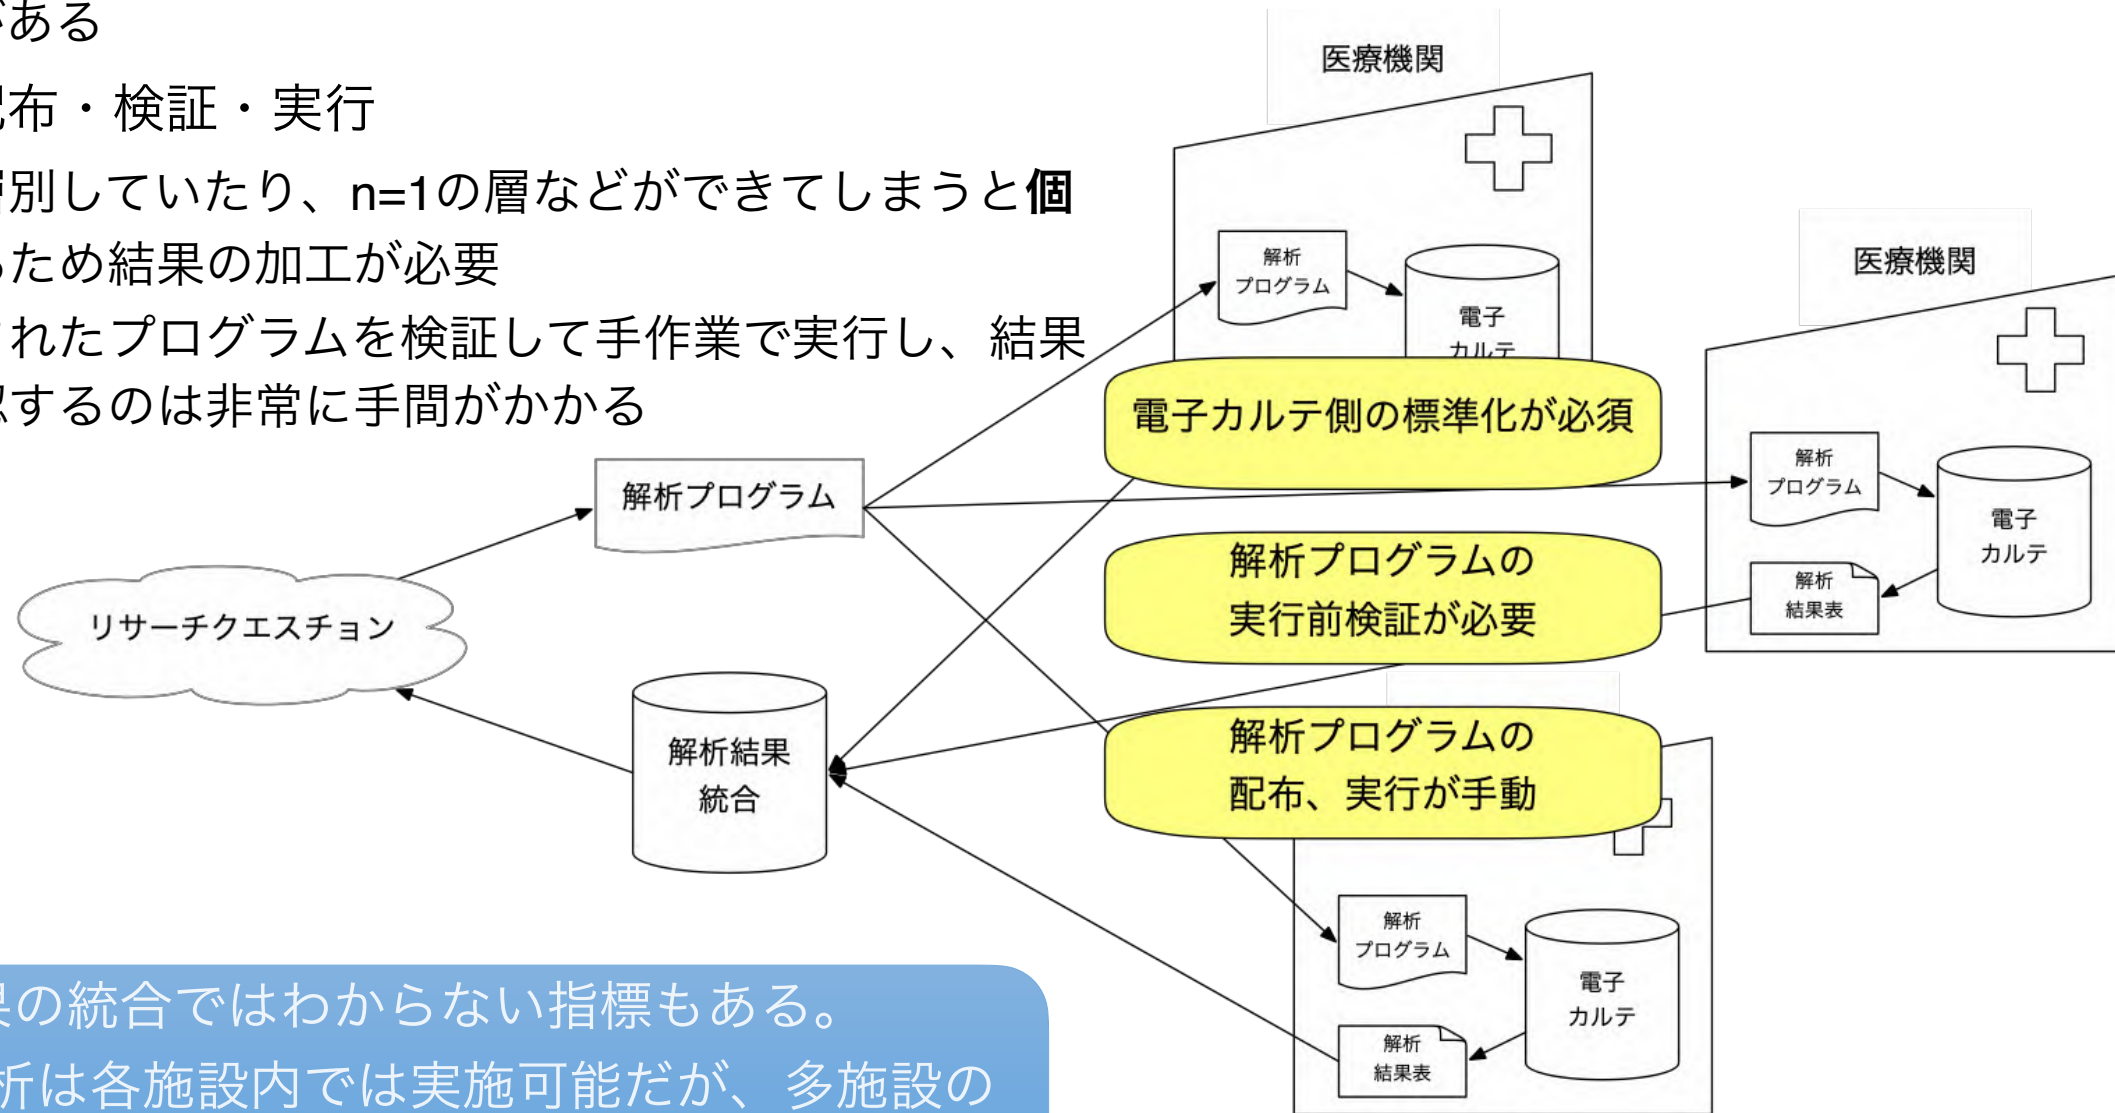 がある
配布・検証・実行
層別していたり、n=1の層などができてしまうと個
るため結果の加工が必要
されたプログラムを検証して手作業で実行し、結果
認するのは非常に手間がかかる
医療機関
解析
プログラム
電子
カルテ
医療機関
電子カルテ側の標準化が必須
解析
プログラム
電子
カルテ
解析
結果表
解析プログラム
解析プログラムの
実行前検証が必要
リサーチクエスチョン
解析結果
統合
解析プログラムの
配布、実行が手動
解析
プログラム
電子
カルテ
解析
結果表
果の統合ではわからない指標もある。
析は各施設内では実施可能だが、多施設の